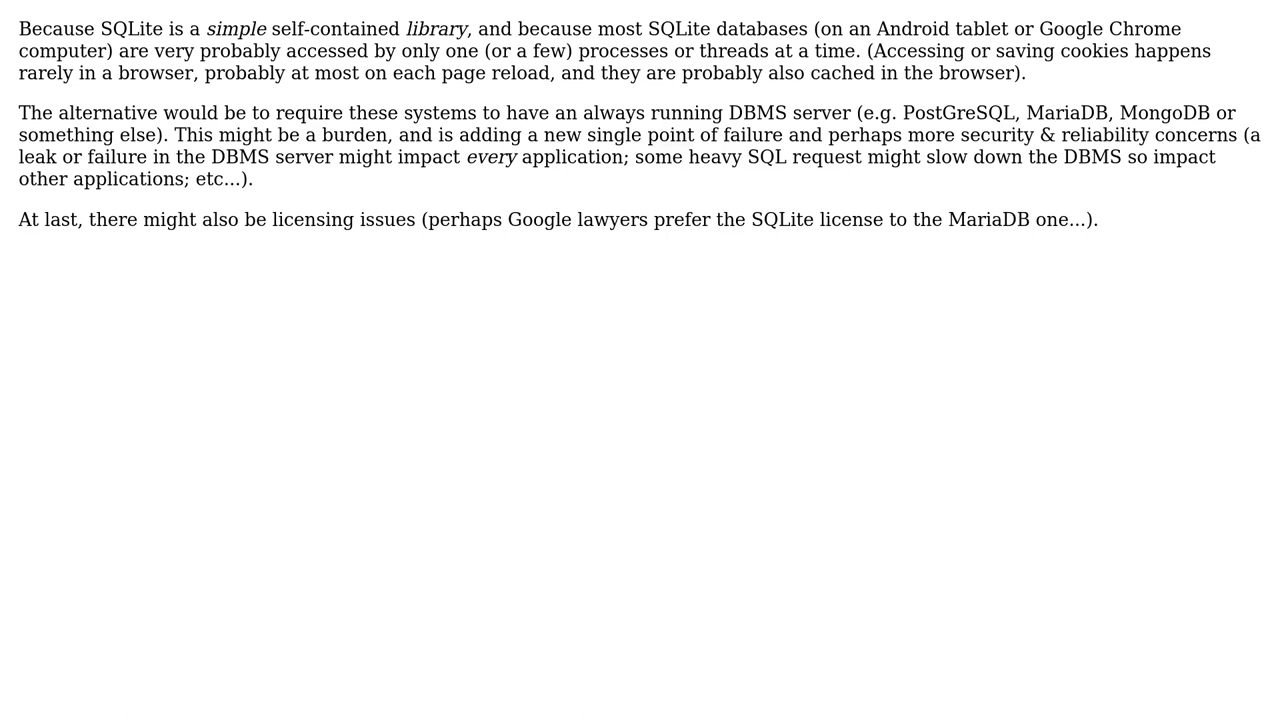 Because SQLite is a simple self-contained library, and because most SQLite databases (on an Android tablet or Google Chrome
computer) are very probably accessed by only one (or a few) processes or threads at a time. (Accessing or saving cookies happens
rarely in a browser, probably at most on each page reload, and they are probably also cached in the browser).
The alternative would be to require these systems to have an always running DBMS server (e.g. PostGreSQL, MariaDB, MongoDB or
something else). This might be a burden, and is adding a new single point of failure and perhaps more security & reliability concerns (a
leak or failure in the DBMS server might impact every application; some heavy SQL request might slow down the DBMS so impact
other applications; etc...).
At last, there might also be licensing issues (perhaps Google lawyers prefer the SQLite license to the MariaDB one...).